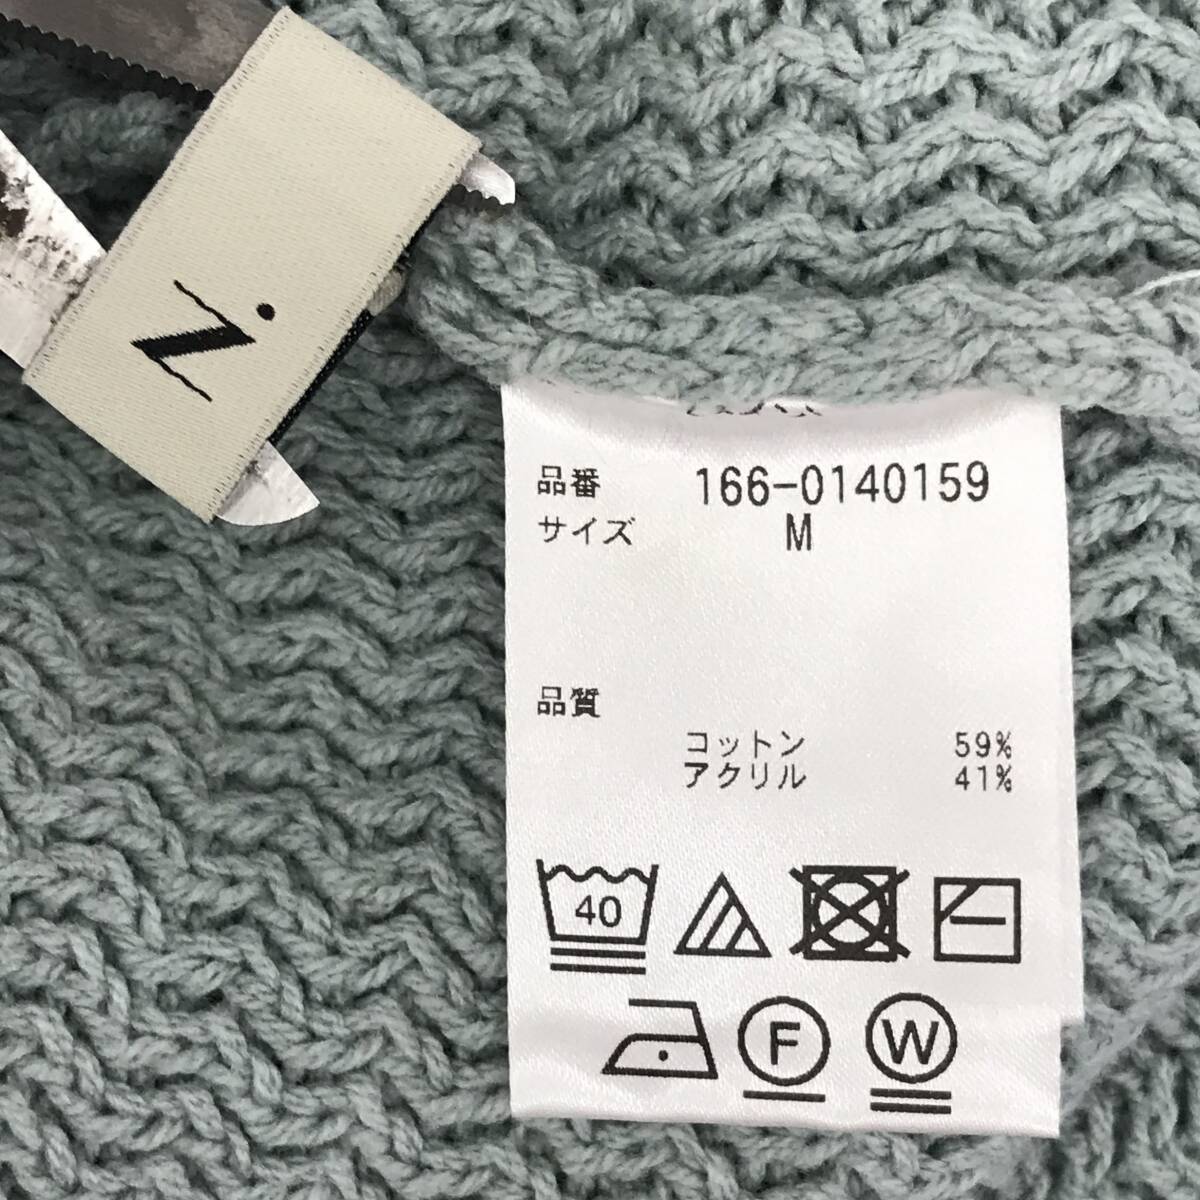 N.
品番 166-0140159
サイズ M
品質
コットン 59%
アクリル 41%
40
F
W